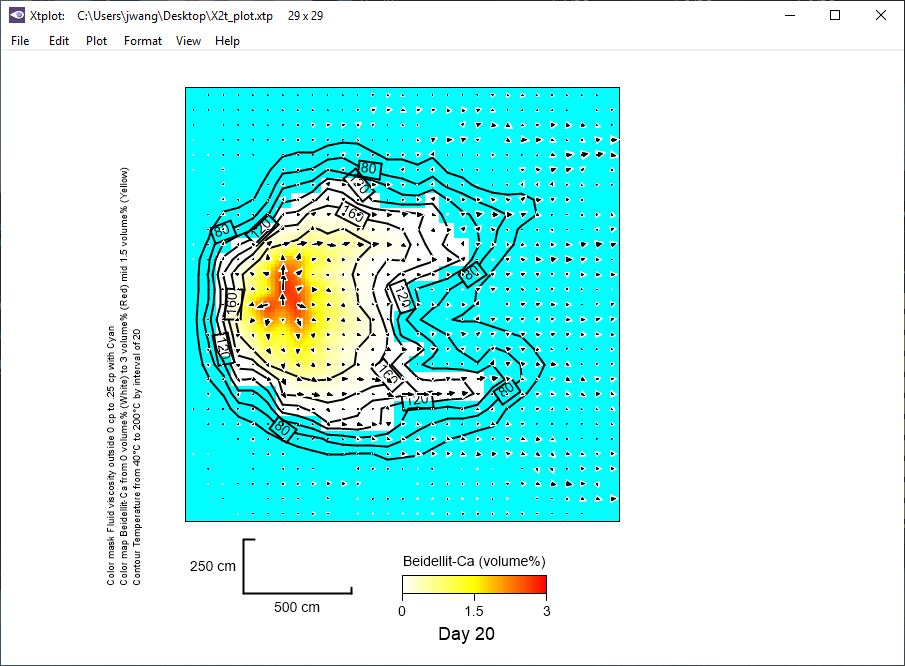 Xtplot: C:\Users\jwang\Desktop\X2t_plot.xtp 29 x 29
File Edit Plot Format View Help
Color mask Fluid viscosity outside 0 cp to .25 cp with Cyan
Color map Beidellit-Ca from 0 volume% (White) to 3 volume% (Red) mid 1.5 volume% (Yellow)
Contour Temperature from 40°C to 200°C by interval of 20
80
120
160
80
120
80
160
120
120
160
120
80
80
250 cm
500 cm
Beidellit-Ca (volume%)
0 1.5 3
Day 20